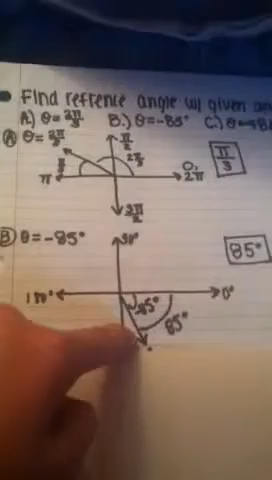 • Find refrence angle w/ given
A.) θ = 2π/3 B.) θ = -85° C.)
Ⓐ θ = 2π/3
π/2
2π/3
π/3
π
0, 2π
3π/2
π/3
Ⓑ θ = -85°
90°
85°
180°
0°
-85°
85°